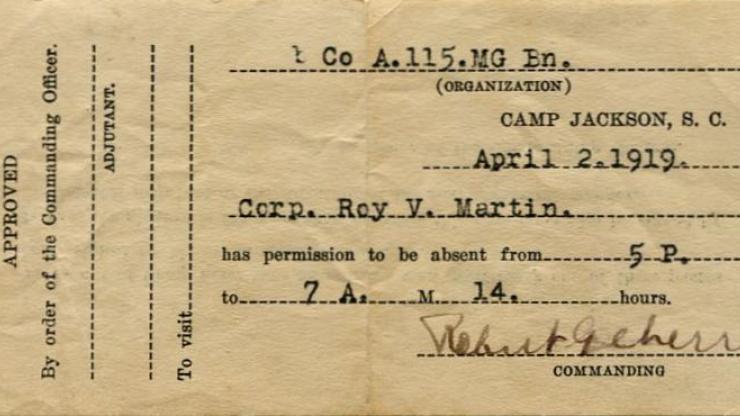 Co A.115.MG Bn.
(ORGANIZATION)
CAMP JACKSON, S. C.
April 2.1919.
Corp. Roy V. Martin.
has permission to be absent from 5 P.
to 7 A. M. 14. hours.
Robert
COMMANDING
APPROVED
By order of the Commanding Officer.
ADJUTANT.
To visit